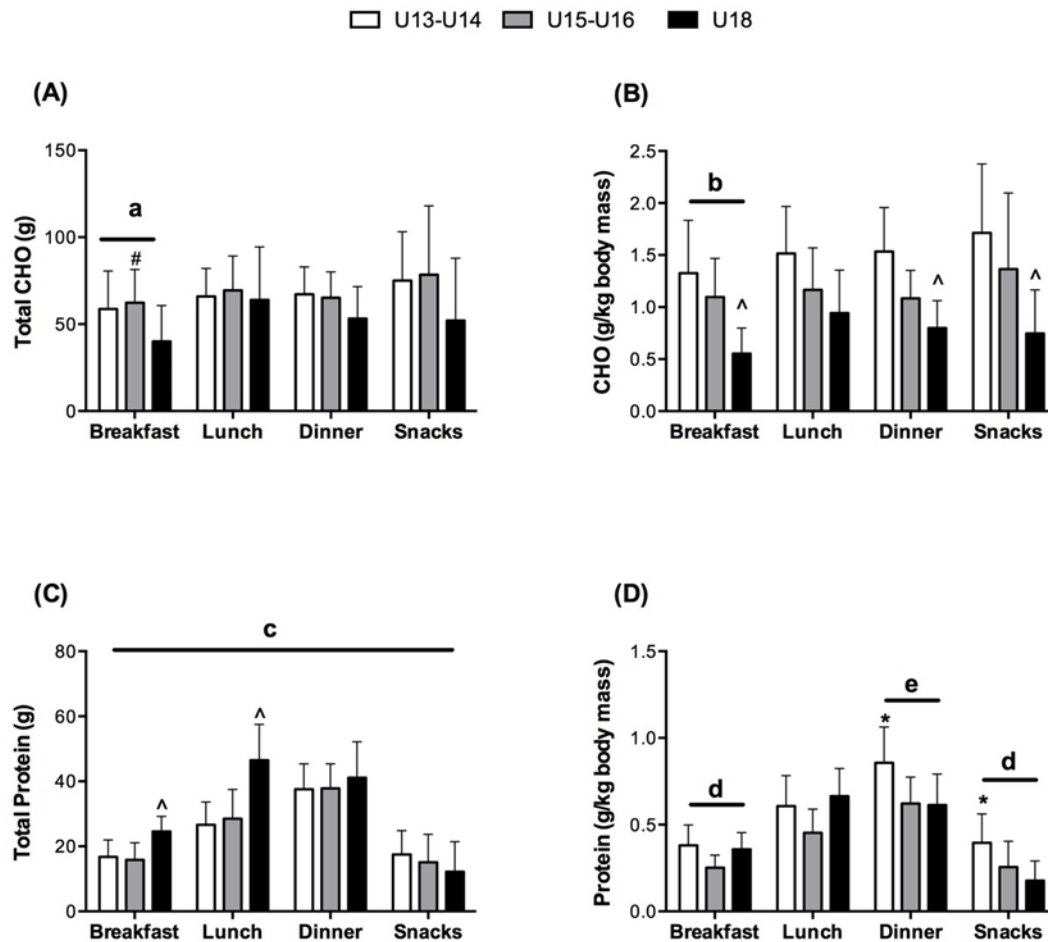 U13-U14 U15-U16 U18
(A)
Total CHO (g)
150
100
50
0
a
#
Breakfast Lunch Dinner Snacks
(B)
CHO (g/kg body mass)
2.5
2.0
1.5
1.0
0.5
0.0
b
^ ^ ^
Breakfast Lunch Dinner Snacks
(C)
Total Protein (g)
80
60
40
20
0
c
^ ^
Breakfast Lunch Dinner Snacks
(D)
Protein (g/kg body mass)
1.5
1.0
0.5
0.0
e
* d
d *
Breakfast Lunch Dinner Snacks